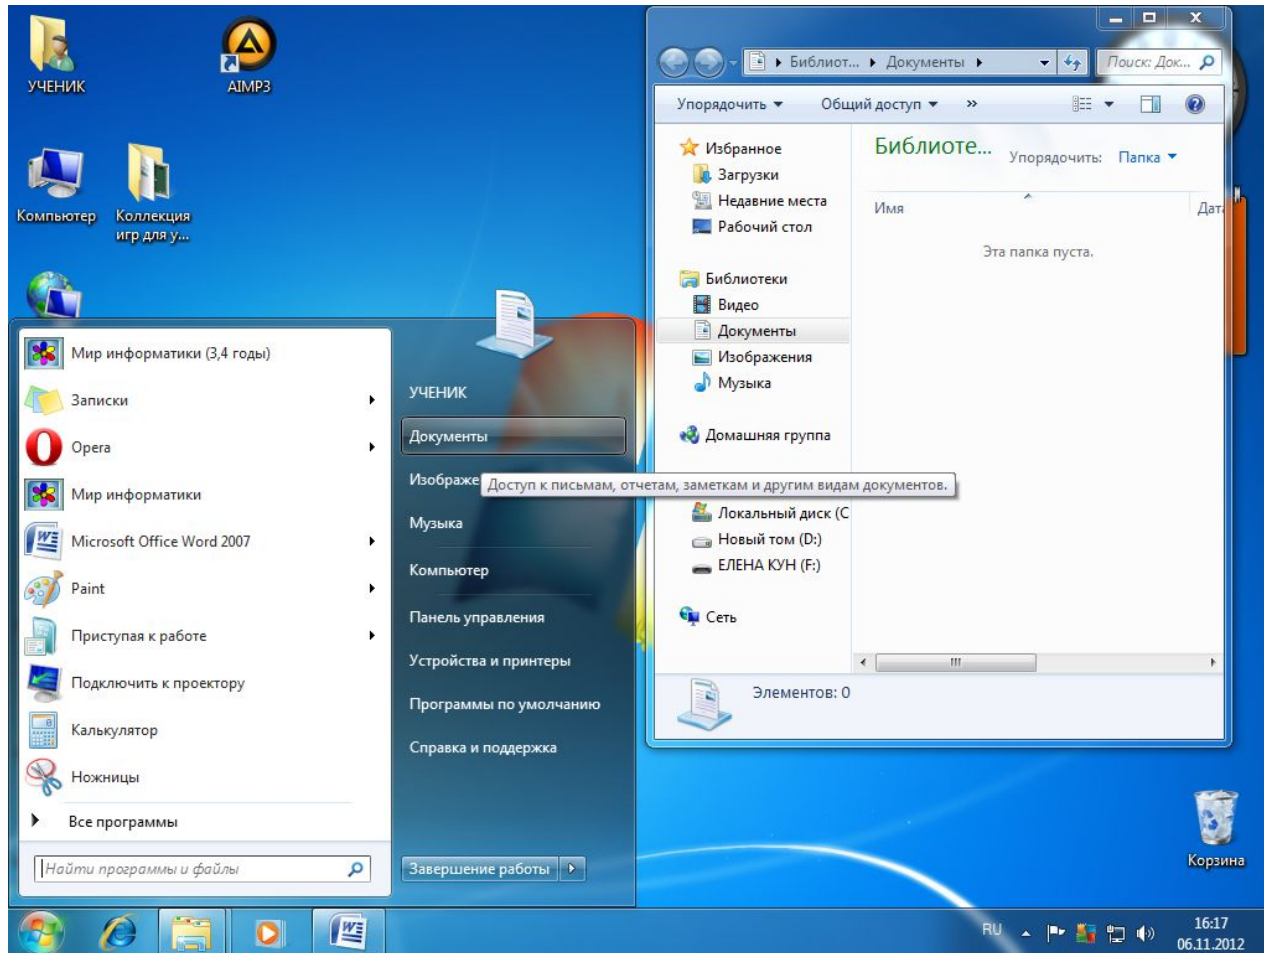 УЧЕНИК
AIMP3
Компьютер
Коллекция
игр для у...
Мир информатики (3,4 годы)
Записки
Opera
Мир информатики
Microsoft Office Word 2007
Paint
Приступая к работе
Подключить к проектору
Калькулятор
Ножницы
Все программы
Найти программы и файлы
УЧЕНИК
Документы
Изображе
Доступ к письмам, отчетам, заметкам и другим видам документов.
Музыка
Компьютер
Панель управления
Устройства и принтеры
Программы по умолчанию
Справка и поддержка
Завершение работы
Библиот... Документы
Поиск: Док...
Упорядочить Общий доступ »
Избранное
Загрузки
Недавние места
Рабочий стол
Библиотеки
Видео
Документы
Изображения
Музыка
Домашняя группа
Локальный диск (C
Новый том (D:)
ЕЛЕНА КУН (F:)
Сеть
Библиоте...
Упорядочить: Папка
Имя Дата
Эта папка пуста.
Элементов: 0
Корзина
RU
16:17
06.11.2012